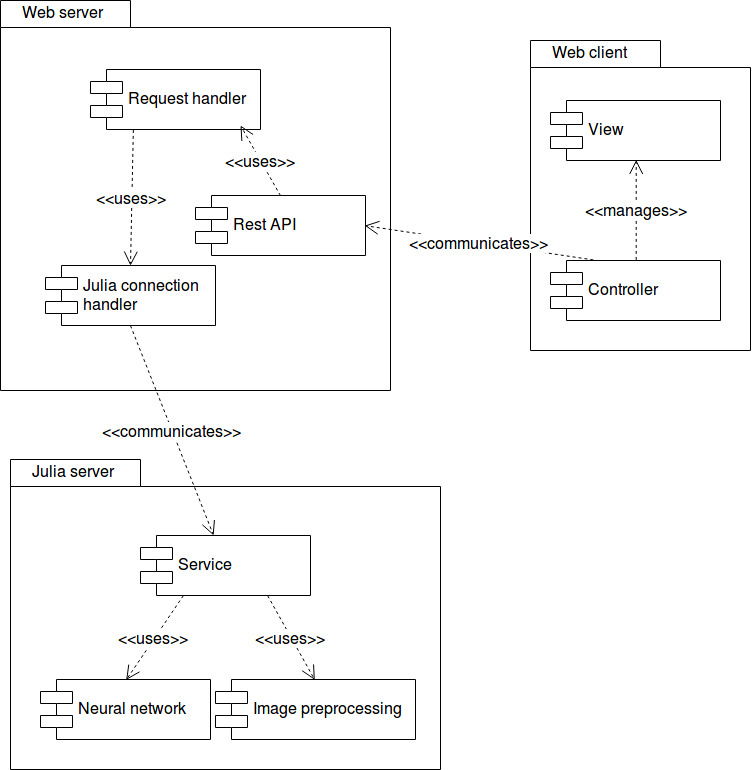 Web server
Request handler
<<uses>>
<<uses>>
Rest API
Julia connection
handler
Web client
View
<<manages>>
<<communicates>>
Controller
<<communicates>>
Julia server
Service
<<uses>>
<<uses>>
Neural network
Image preprocessing